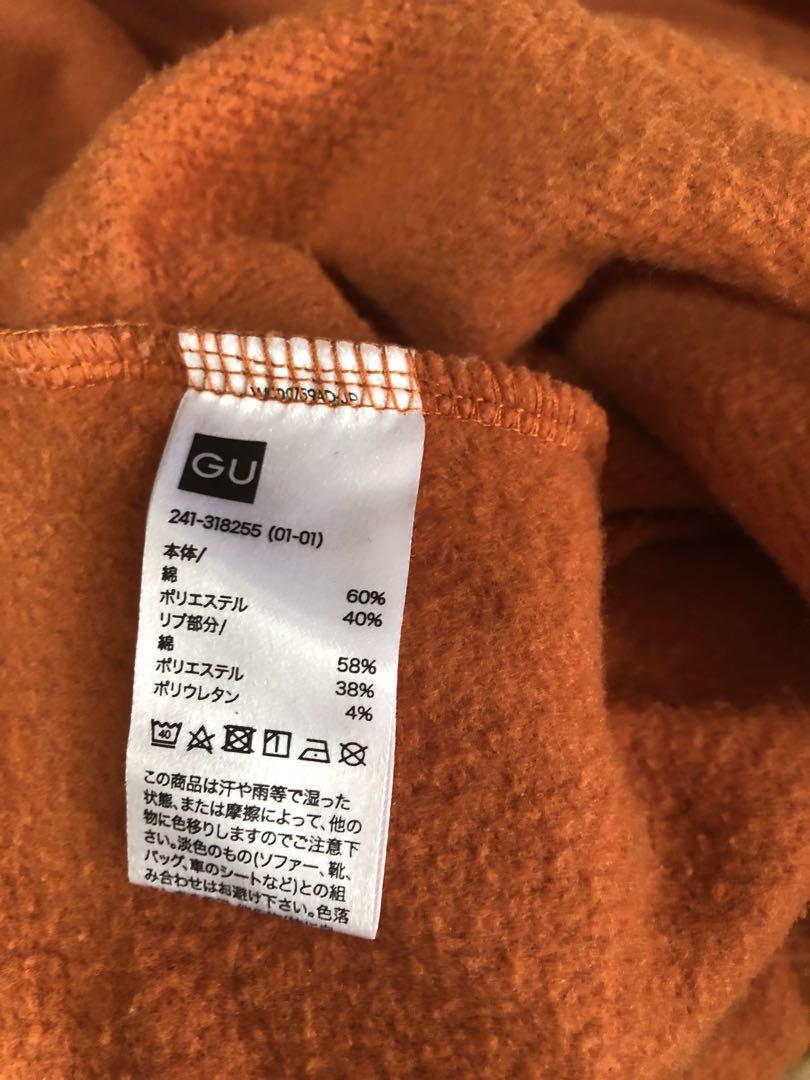 GU
241-318255 (01-01)
本体/
綿 60%
ポリエステル 40%
リブ部分/
綿 58%
ポリエステル 38%
ポリウレタン 4%
40
この商品は汗や雨等で湿った
状態、または摩擦によって、他の
物に色移りしますのでご注意下
さい。淡色のもの(ソファー、靴、
バッグ、車のシートなど)との組
み合わせはお避け下さい。色落